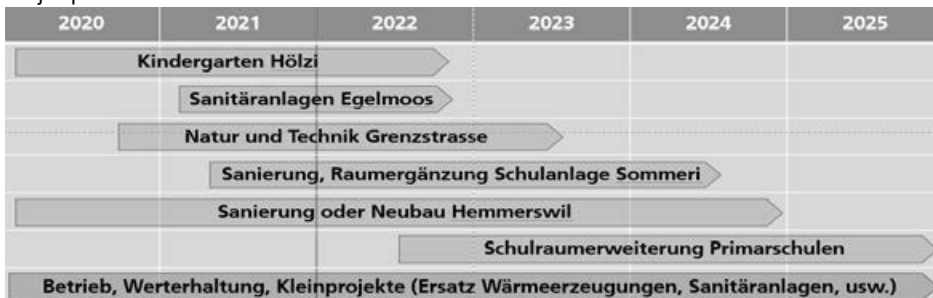 2020 2021 2022 2023 2024 2025
Kindergarten Hölzi
Sanitäranlagen Egelmoos
Natur und Technik Grenzstrasse
Sanierung, Raumergänzung Schulanlage Sommeri
Sanierung oder Neubau Hemmerswil
Schulraumerweiterung Primarschulen
Betrieb, Werterhaltung, Kleinprojekte (Ersatz Wärmeerzeugungen, Sanitäranlagen, usw.)